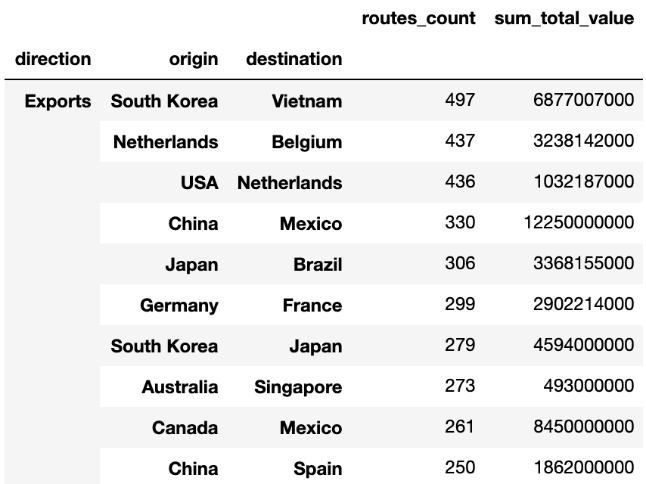 routes_count sum_total_value
direction origin destination
Exports South Korea Vietnam 497 6877007000
Netherlands Belgium 437 3238142000
USA Netherlands 436 1032187000
China Mexico 330 12250000000
Japan Brazil 306 3368155000
Germany France 299 2902214000
South Korea Japan 279 4594000000
Australia Singapore 273 493000000
Canada Mexico 261 8450000000
China Spain 250 1862000000